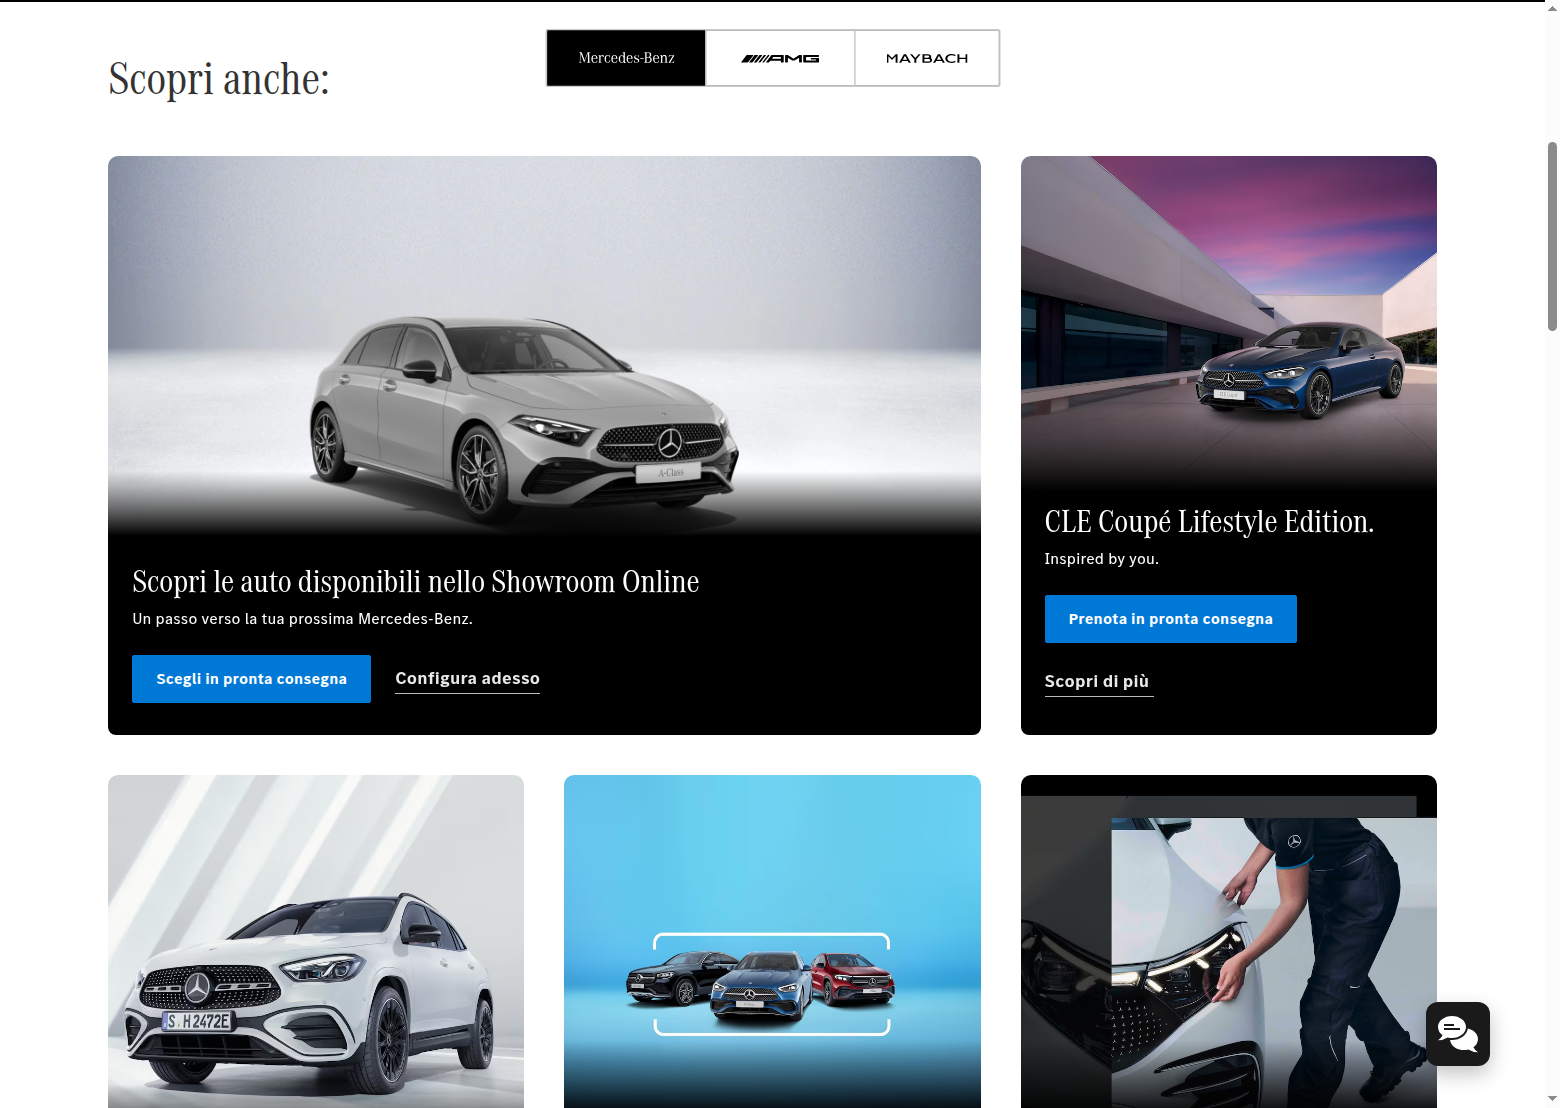 Scopri anche:
Mercedes-Benz
AMG
MAYBACH
A-Class
Scopri le auto disponibili nello Showroom Online
Un passo verso la tua prossima Mercedes-Benz.
Scegli in pronta consegna
Configura adesso
CLE Coupé Lifestyle Edition.
Inspired by you.
Prenota in pronta consegna
Scopri di più
S H 2472E